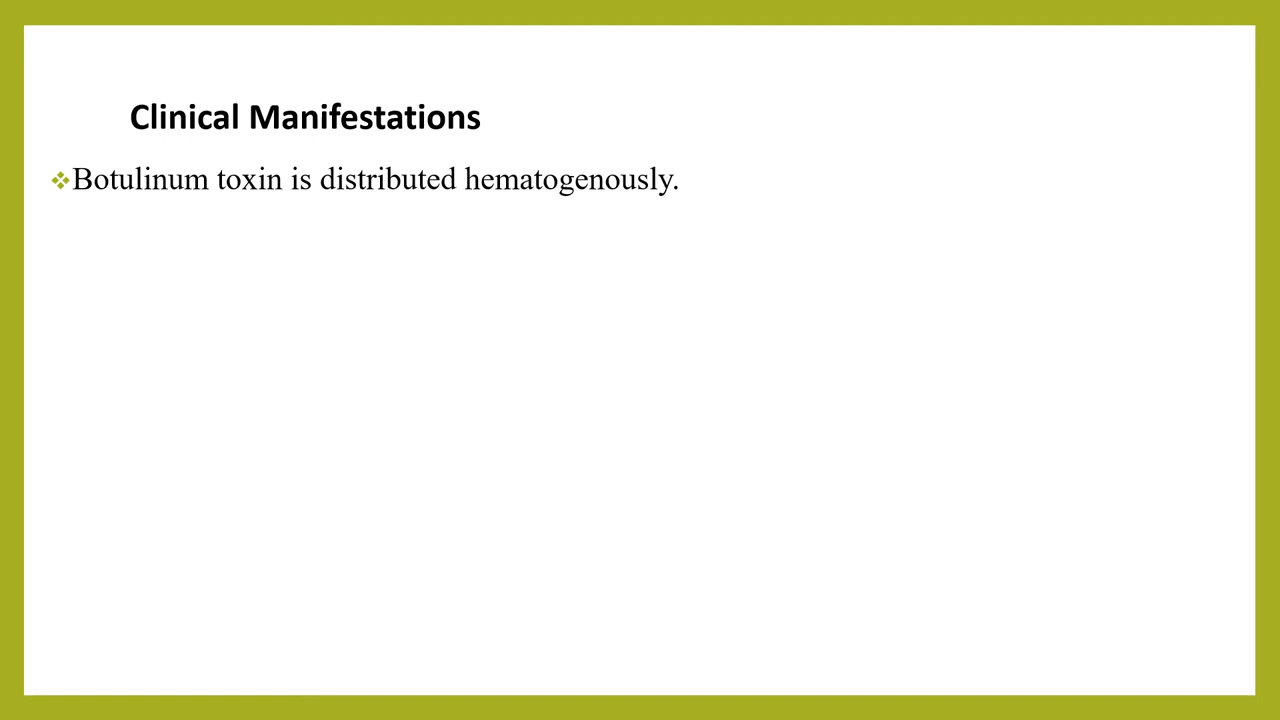 Clinical Manifestations
❖Botulinum toxin is distributed hematogenously.